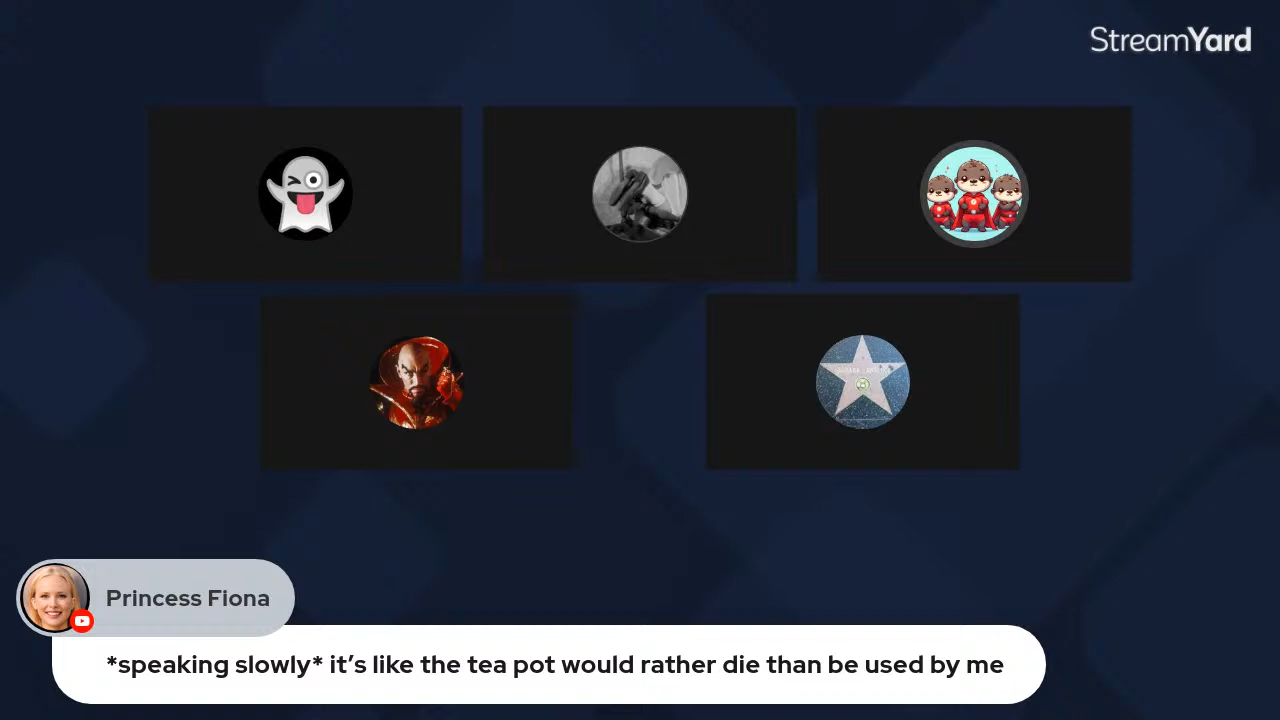 StreamYard
Princess Fiona
*speaking slowly* it’s like the tea pot would rather die than be used by me